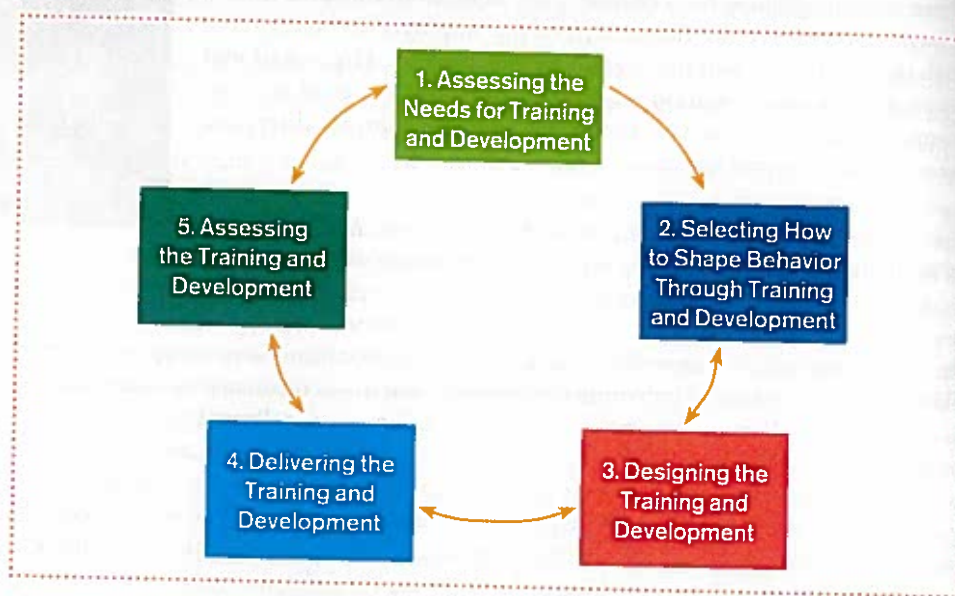 1. Assessing the
Needs for Training
and Development
2. Selecting How
to Shape Behavior
Through Training
and Development
3. Designing the
Training and
Development
4. Delivering the
Training and
Development
5. Assessing
the Training and
Development